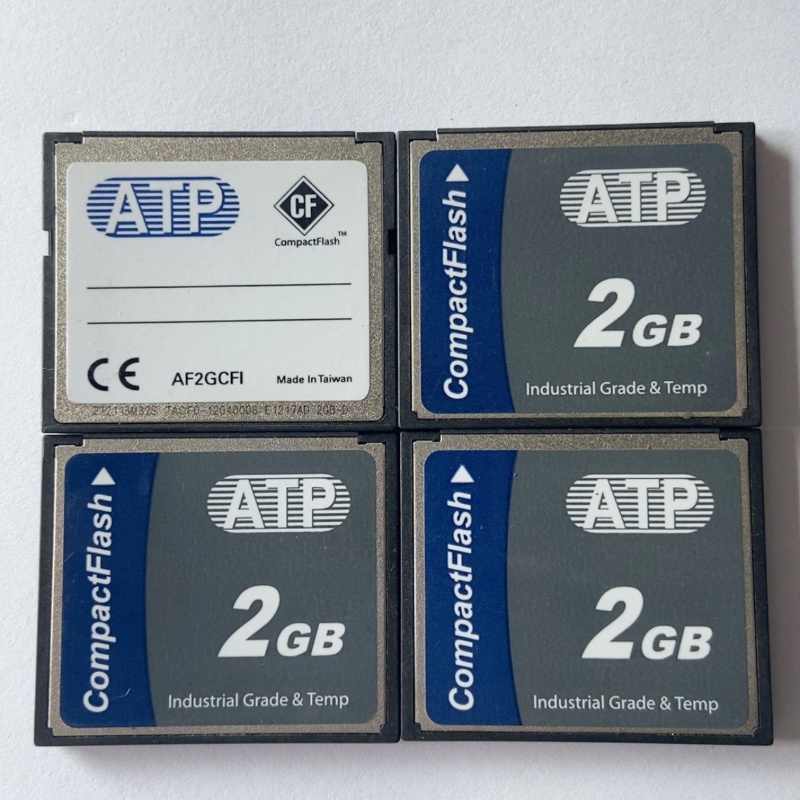 ATP
CF
CompactFlash™
CE
AF2GCFI
Made In Taiwan
CompactFlash
ATP
2GB
Industrial Grade & Temp
CompactFlash
ATP
2GB
Industrial Grade & Temp
CompactFlash
ATP
2GB
Industrial Grade & Temp